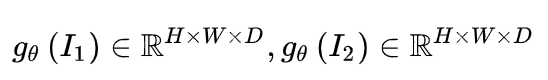 g_θ (I_1) ∈ ℝ^{H×W×D}, g_θ (I_2) ∈ ℝ^{H×W×D}